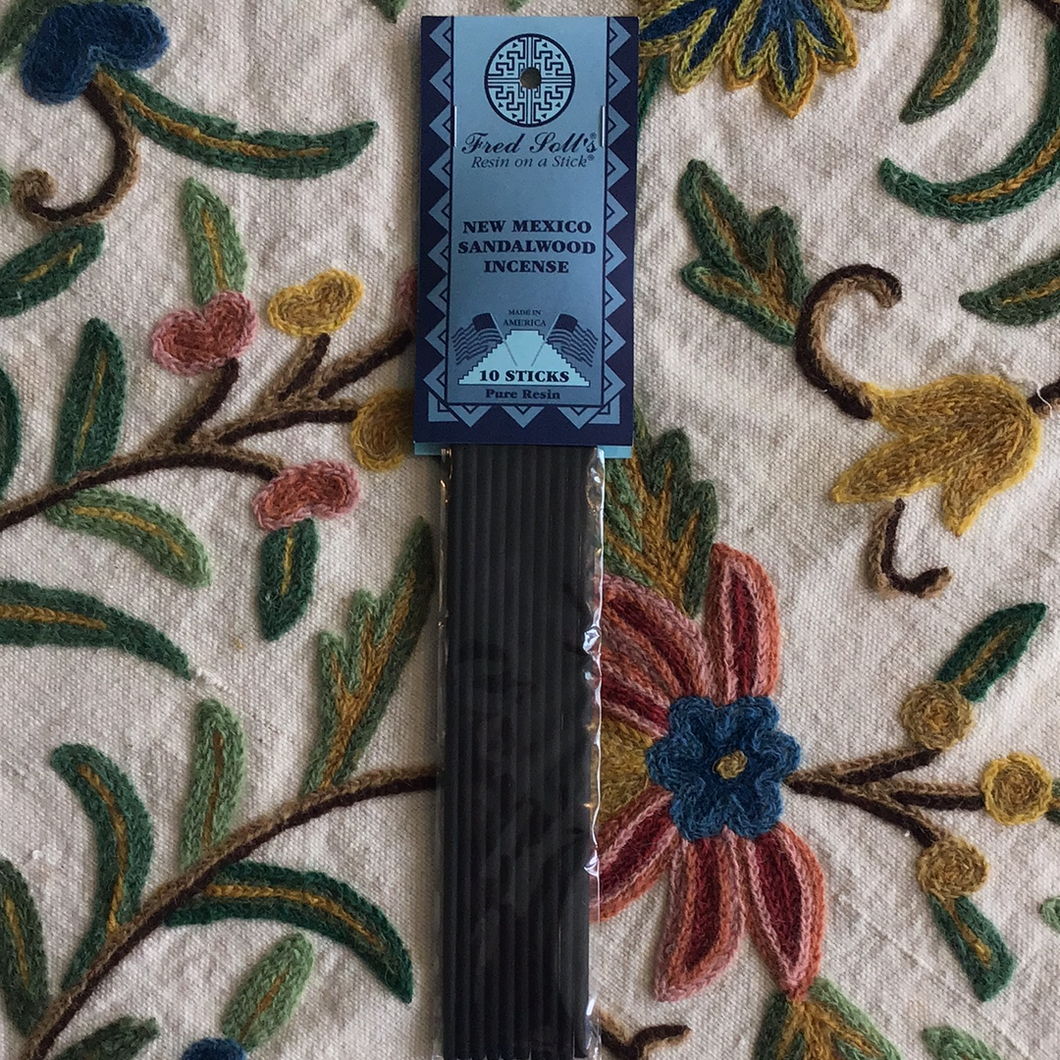 Fred Soll's®
Resin on a Stick®
NEW MEXICO
SANDALWOOD
INCENSE
MADE IN
AMERICA
10 STICKS
Pure Resin